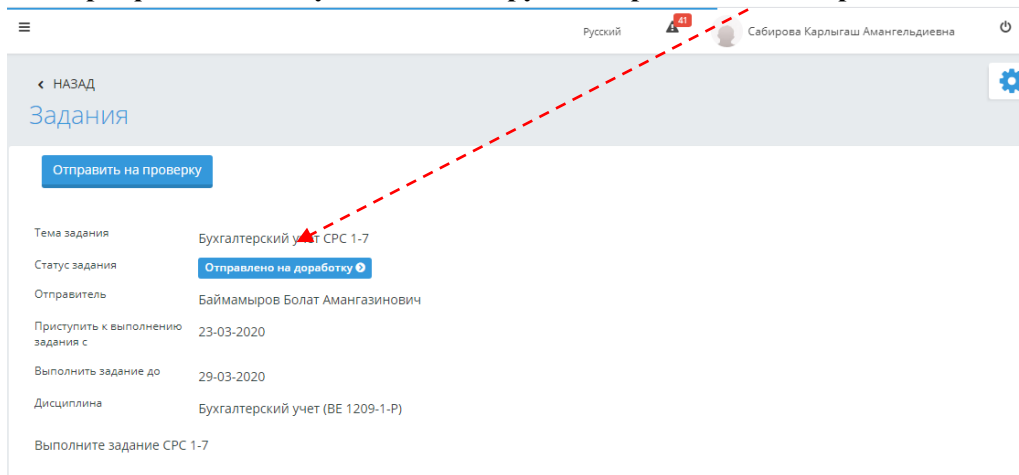 Русский 41 Сабирова Карлыгаш Амангельдиевна
НАЗАД
Задания
Отправить на проверку
Тема задания Бухгалтерский учет СРС 1-7
Статус задания Отправлено на доработку
Отправитель Баймамыров Болат Амангазинович
Приступить к выполнению
задания с 23-03-2020
Выполнить задание до 29-03-2020
Дисциплина Бухгалтерский учет (BE 1209-1-P)
Выполните задание СРС 1-7